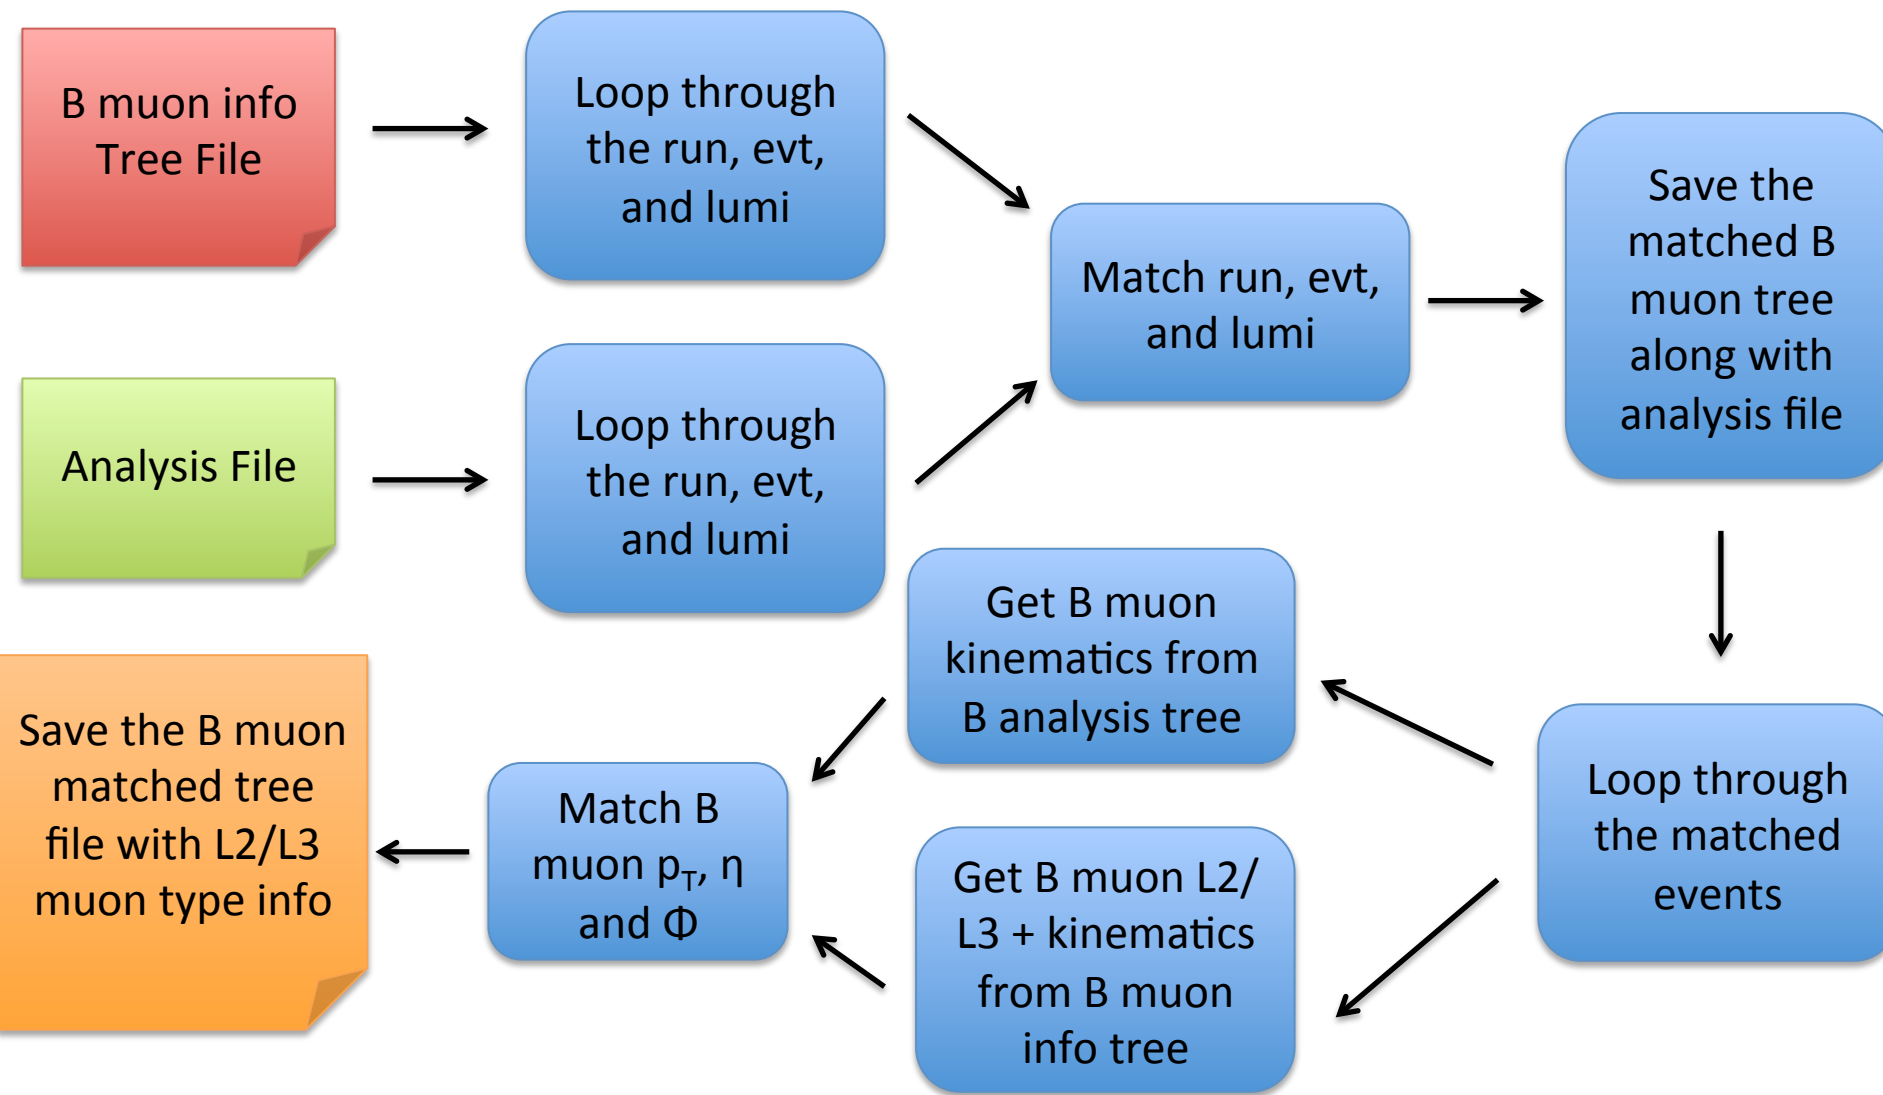 B muon info
Tree File
Loop through
the run, evt,
and lumi
Match run, evt,
and lumi
Save the
matched B
muon tree
along with
analysis file
Analysis File
Loop through
the run, evt,
and lumi
Get B muon
kinematics from
B analysis tree
Loop through
the matched
events
Get B muon L2/
L3 + kinematics
from B muon
info tree
Match B
muon pT, η
and Φ
Save the B muon
matched tree
file with L2/L3
muon type info